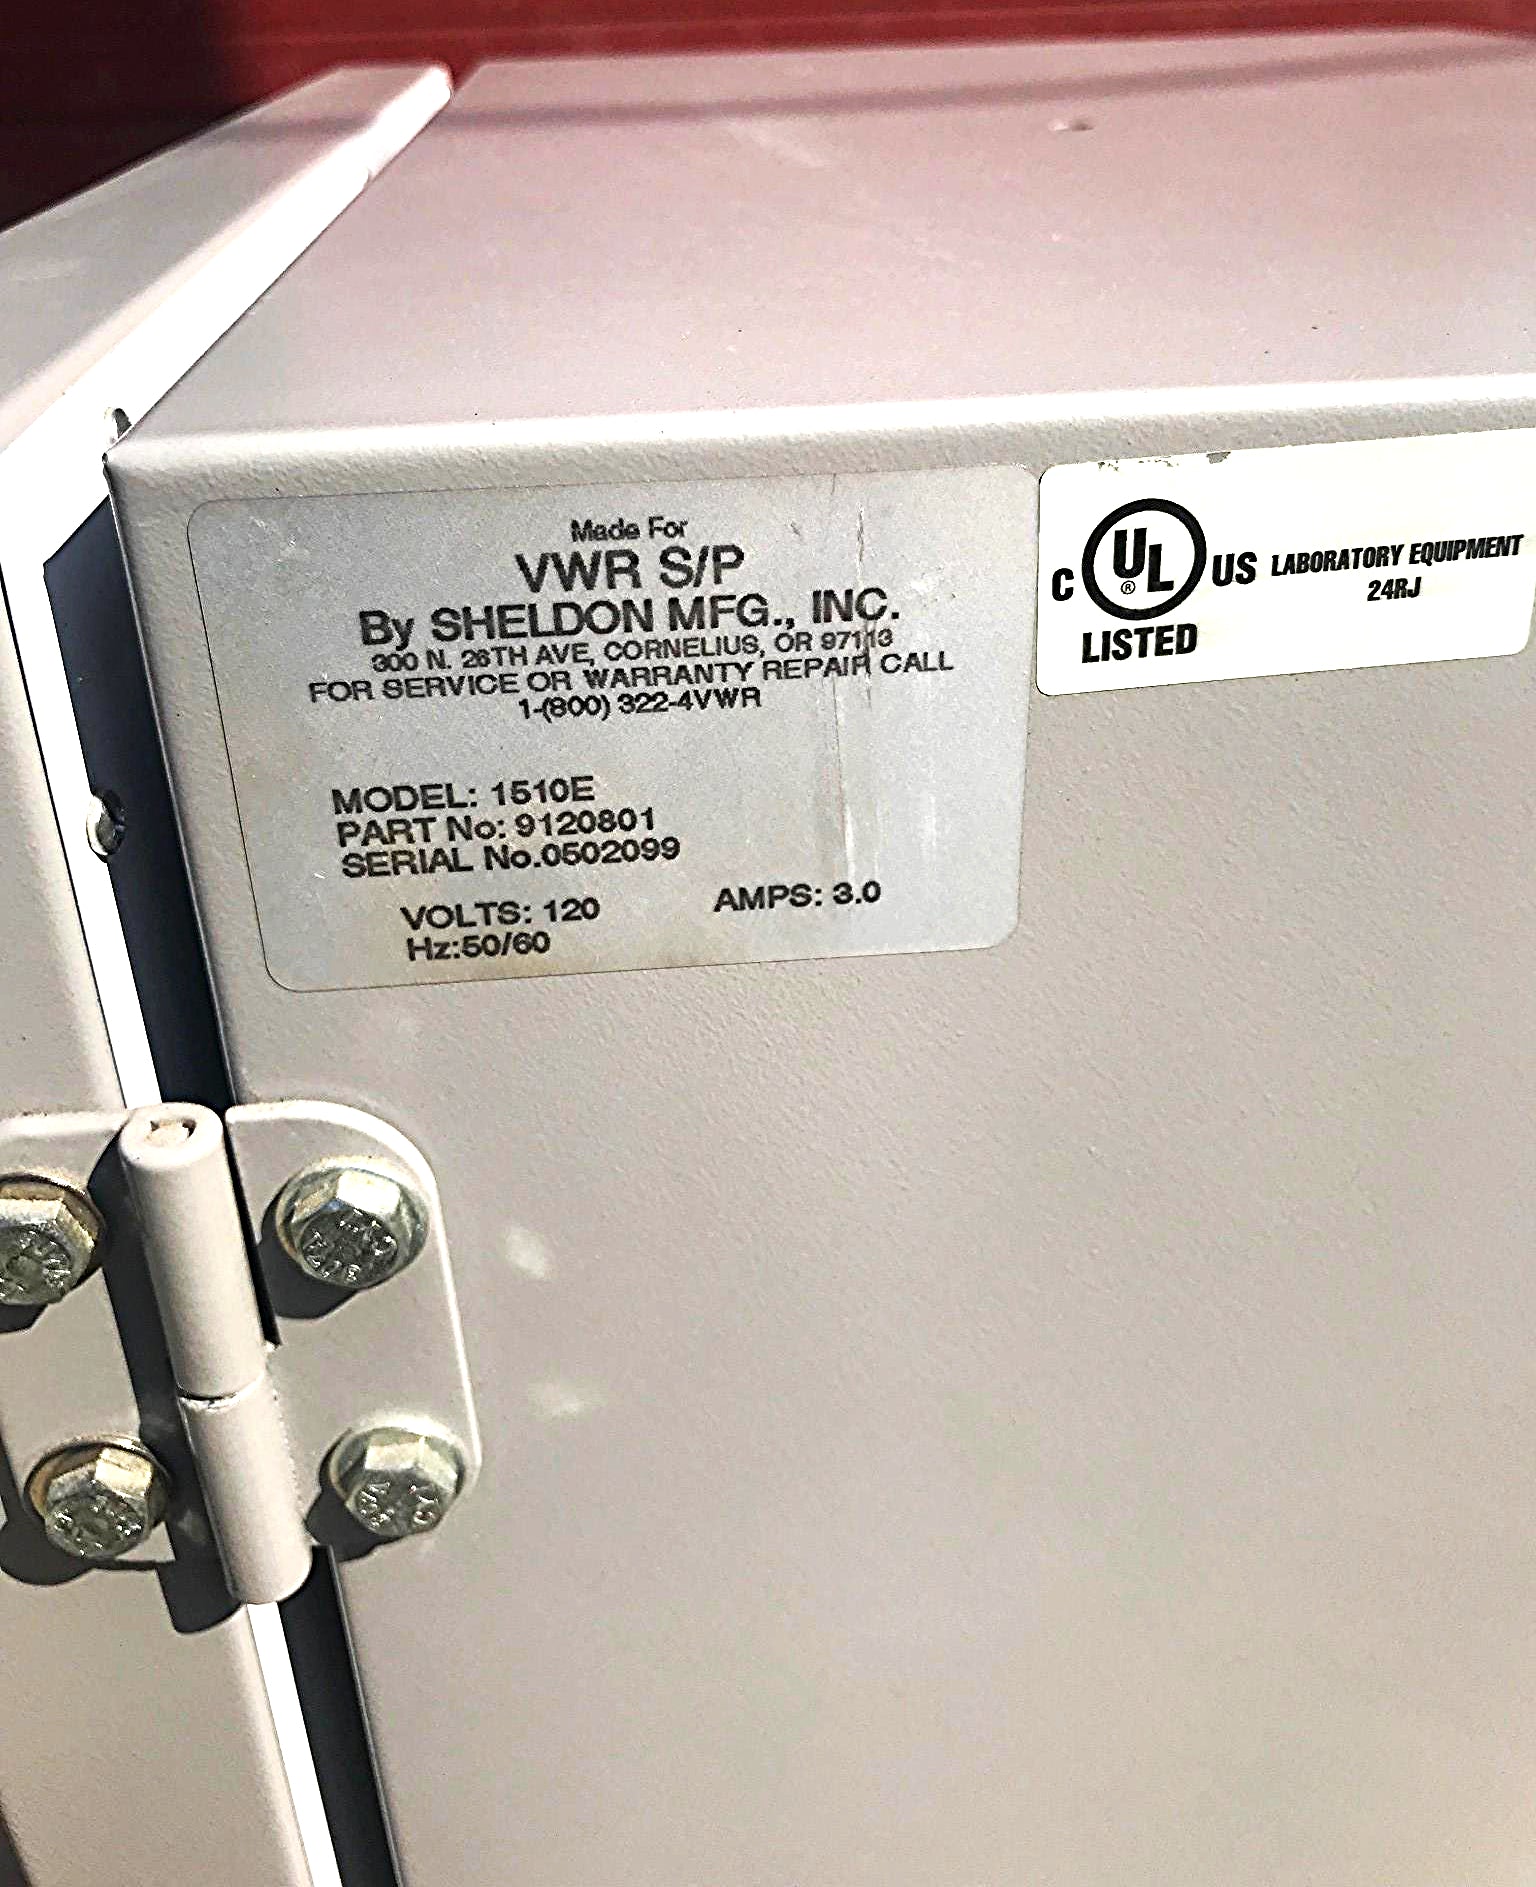 Made For
VWR S/P
By SHELDON MFG., INC.
300 N. 26TH AVE, CORNELIUS, OR 97113
FOR SERVICE OR WARRANTY REPAIR CALL
1-(800) 322-4VWR
MODEL: 1510E
PART No: 9120801
SERIAL No.0502099
VOLTS: 120 AMPS: 3.0
Hz:50/60
C UL ® US LABORATORY EQUIPMENT
24RJ
LISTED